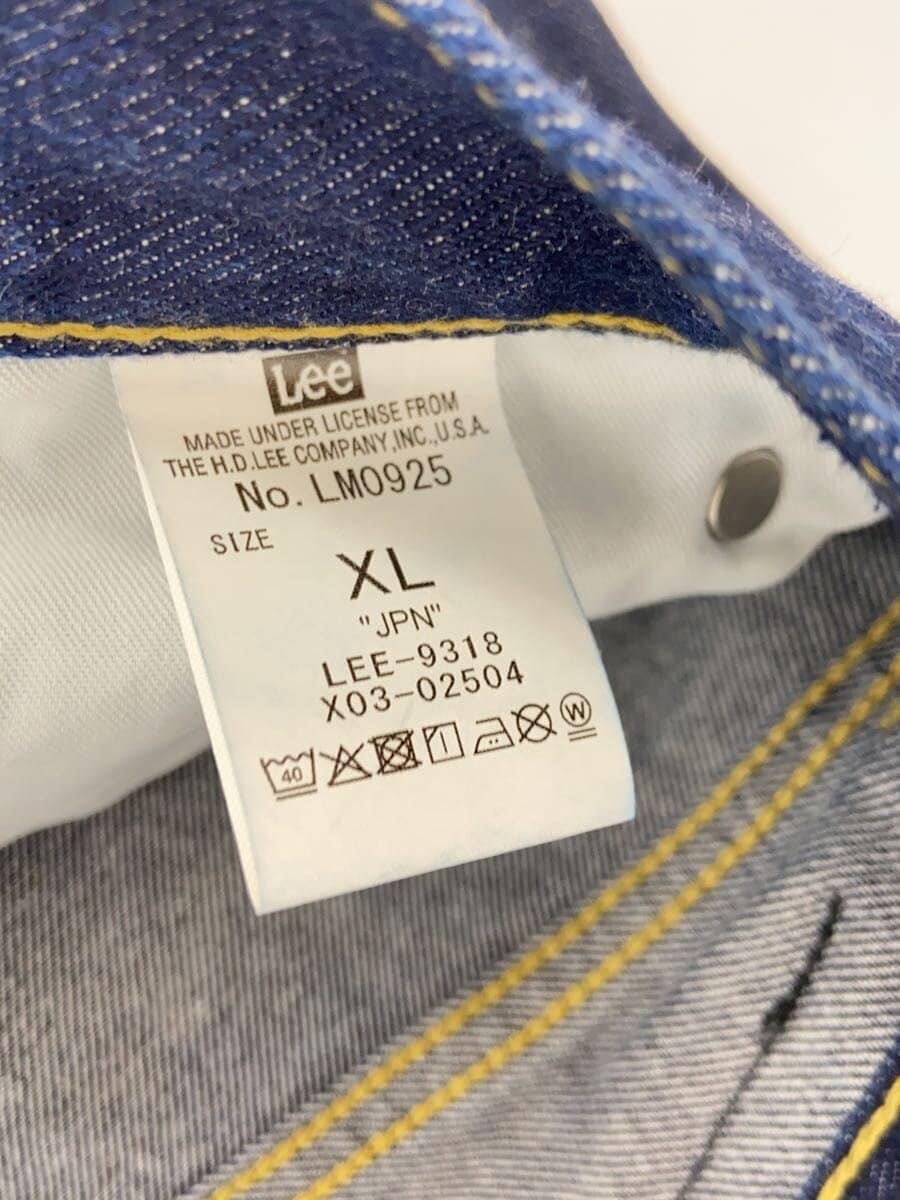 Lee
MADE UNDER LICENSE FROM
THE H.D.LEE COMPANY,INC.,U.S.A.
No. LM0925
SIZE
XL
"JPN"
LEE-9318
X03-02504
40
W